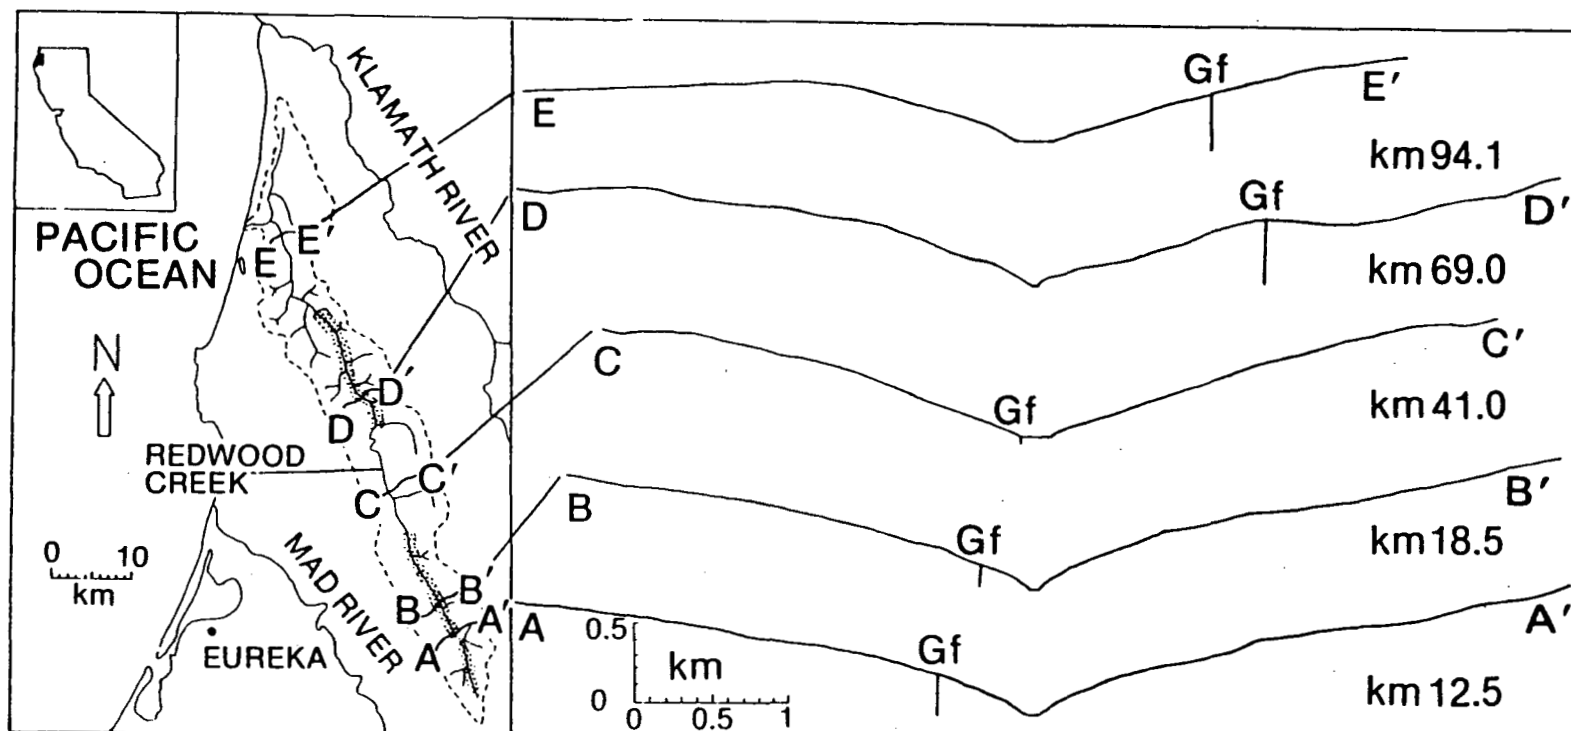 PACIFIC
OCEAN
N
KLAMATH RIVER
E E'
D D'
REDWOOD
CREEK
C C'
0 10
km
MAD RIVER
B B'
A A'
EUREKA
E Gf E'
km 94.1
D Gf D'
km 69.0
C Gf C'
km 41.0
B Gf B'
km 18.5
A Gf A'
km 12.5
0.5
km
0
0 0.5 1